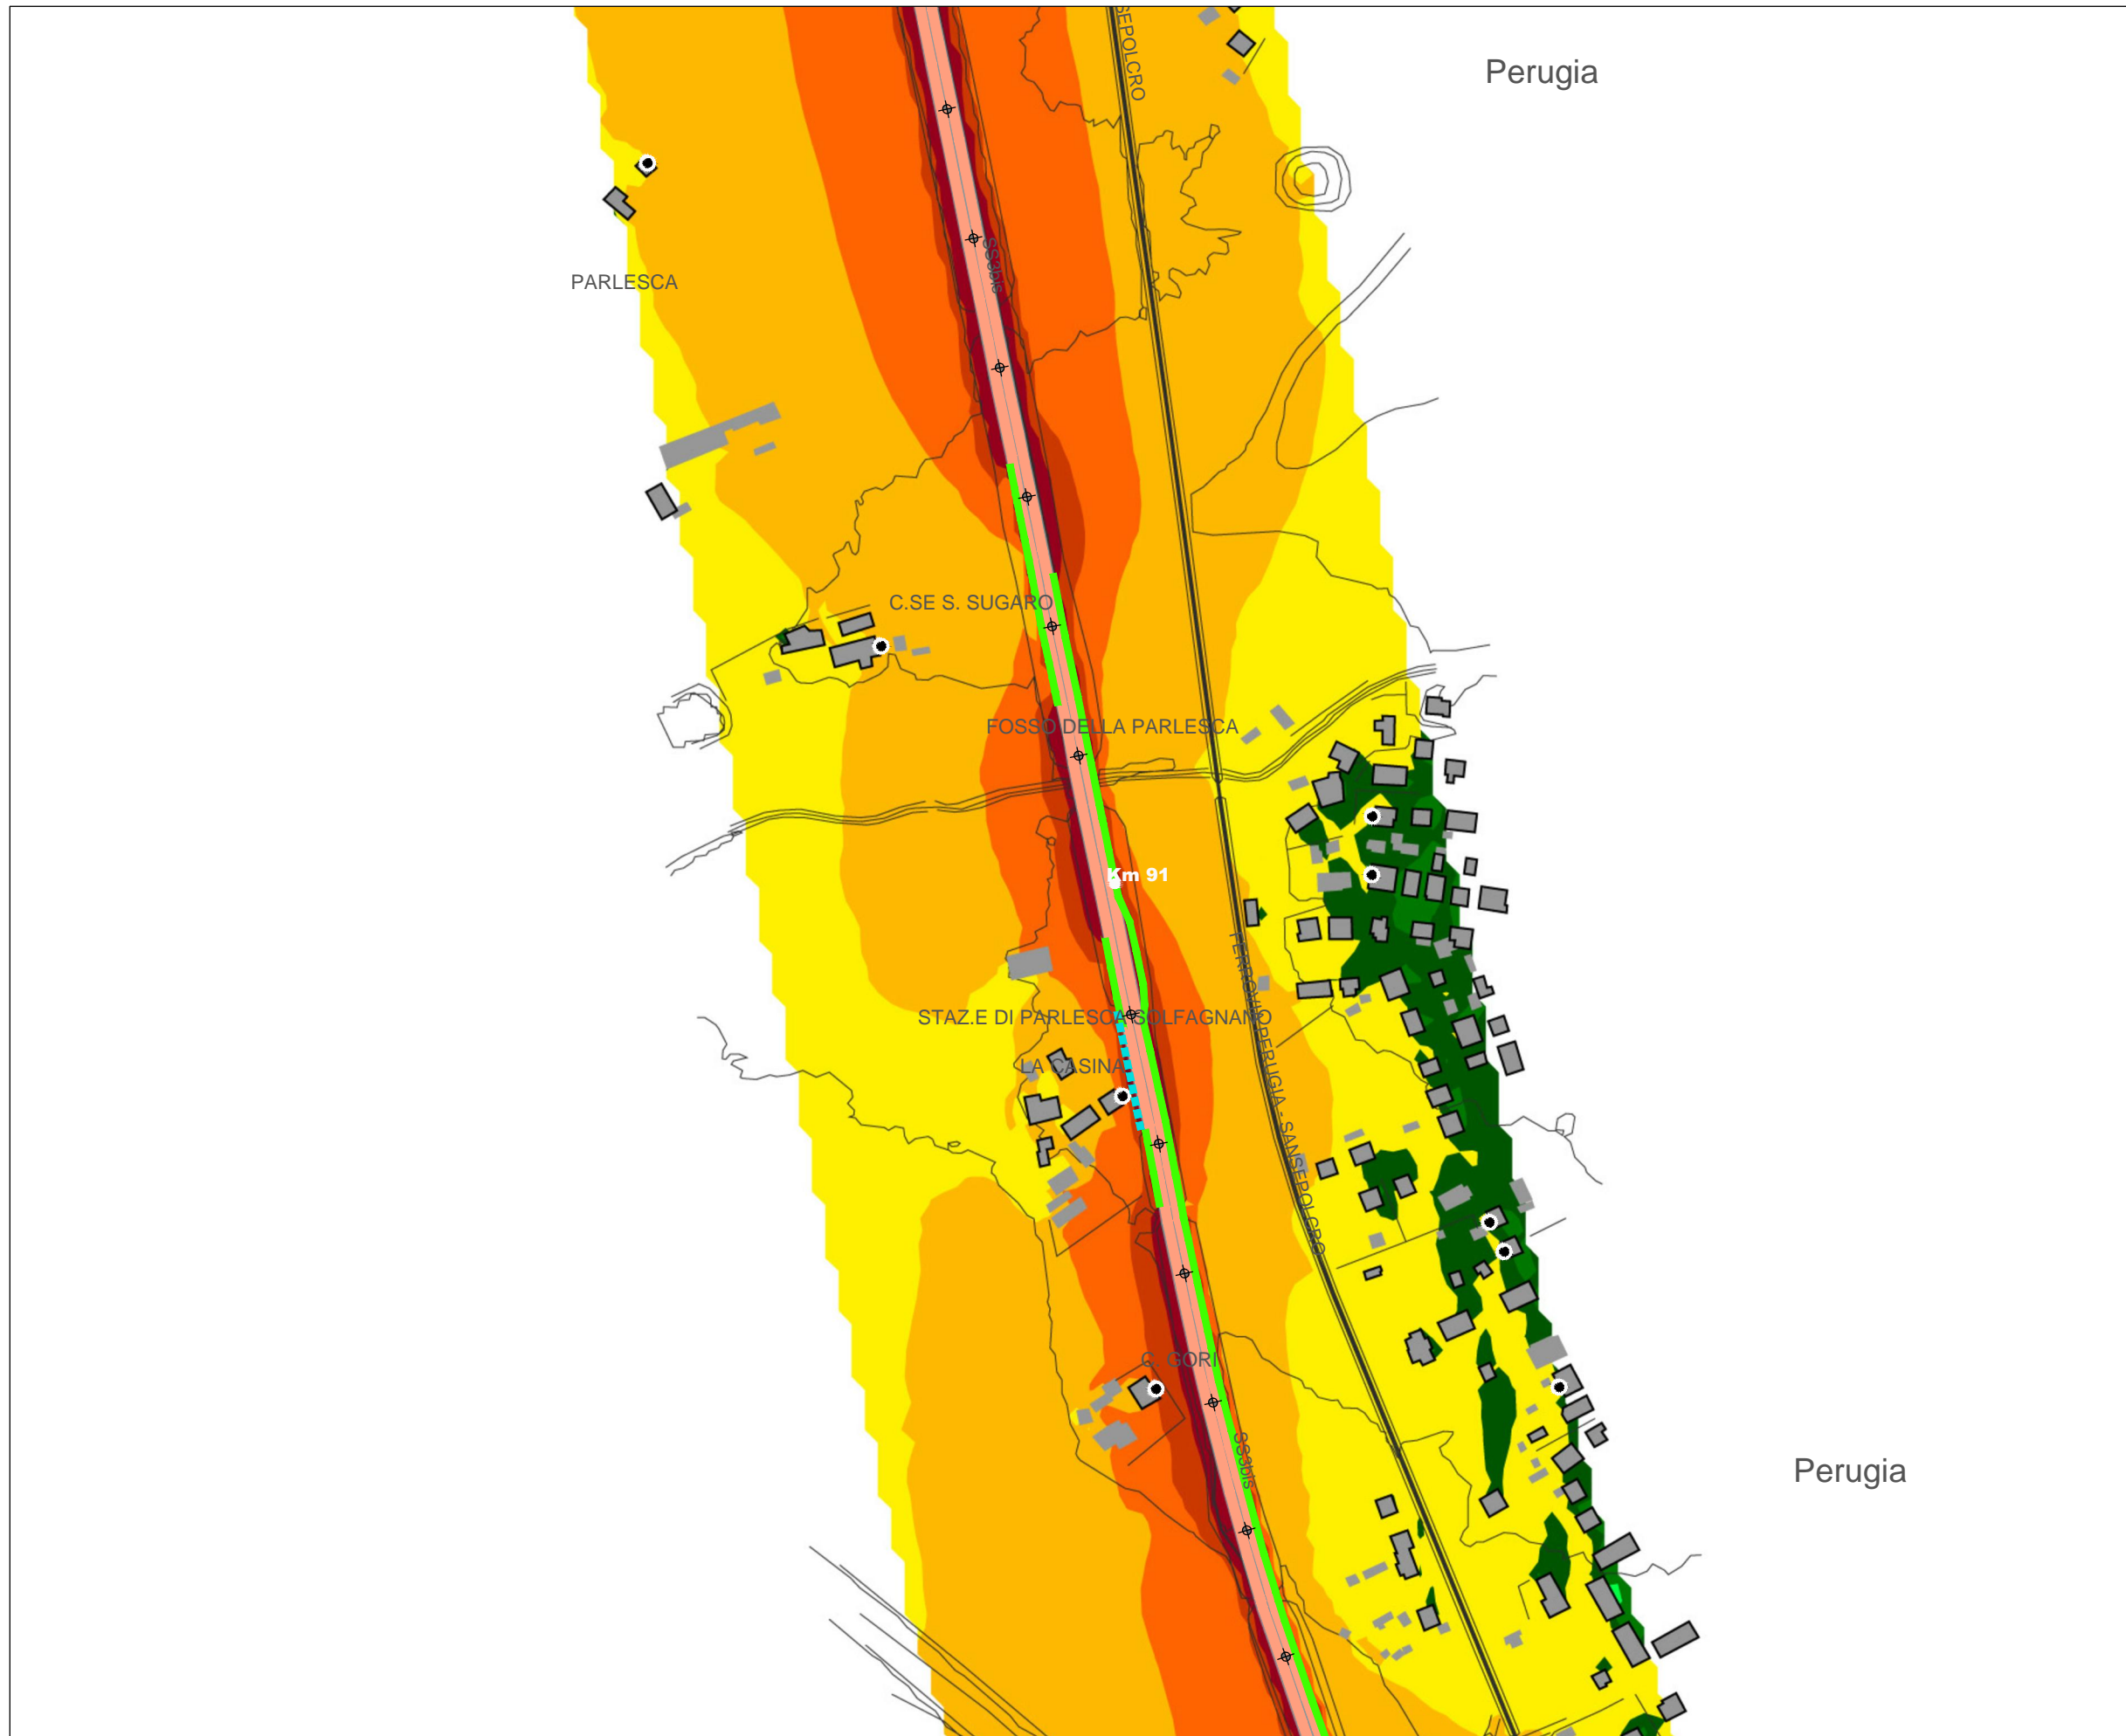 SEPOLCRO
Perugia
SS3bis
PARLESCA
C.SE S. SUGARO
FOSSO DELLA PARLESCA
Km 91
STAZ.E DI PARLESCA SOLFAGNANO
LA CASINA
FERROVIA PERUGIA - SANSEPOLCRO
C. GORI
SS3bis
Perugia